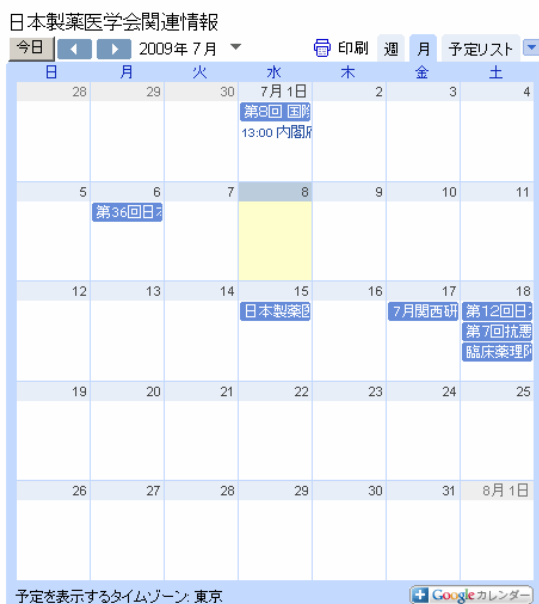 日本製薬医学会関連情報
今日 2009年 7月 印刷 週 月 予定リスト
日 月 火 水 木 金 土
28 29 30 7月 1日 2 3 4
第8回 国際
13:00 内閣府
5 6 7 8 9 10 11
第36回日本
12 13 14 15 16 17 18
日本製薬医 7月関西研 第12回日本
第7回抗悪
臨床薬理阿
19 20 21 22 23 24 25
26 27 28 29 30 31 8月 1日
予定を表示するタイムゾーン: 東京 Googleカレンダー